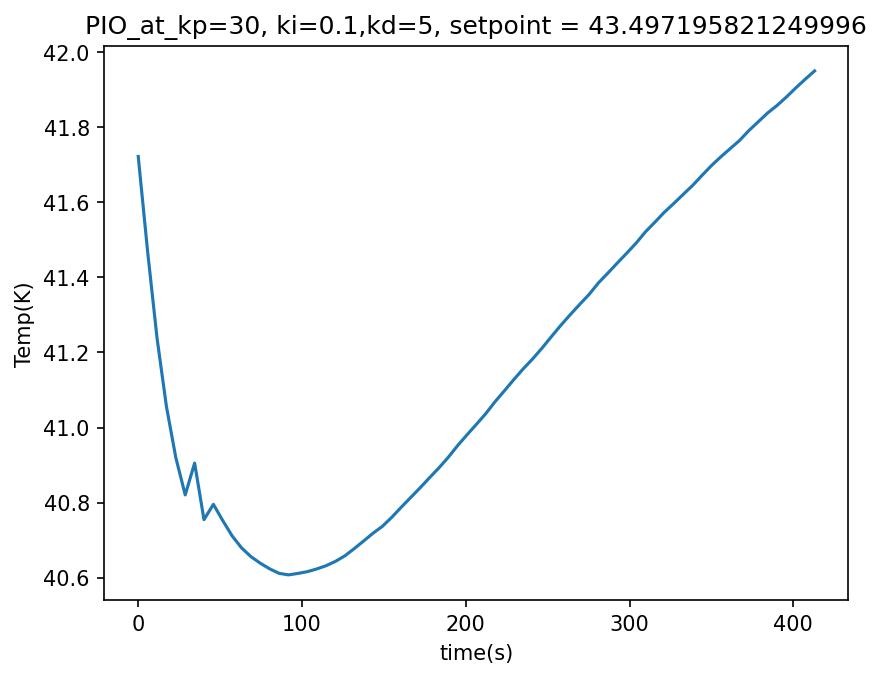 PIO_at_kp=30, ki=0.1,kd=5, setpoint = 43.497195821249996
42.0
41.8
41.6
41.4
41.2
41.0
40.8
40.6
Temp(K)
0 100 200 300 400
time(s)